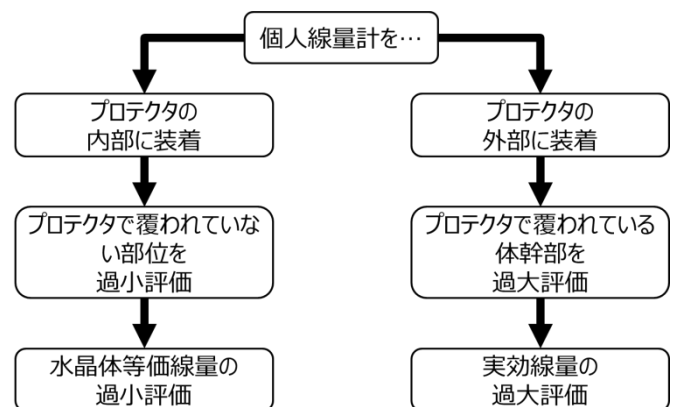 個人線量計を…
プロテクタの
内部に装着
プロテクタで覆われていな
い部位を
過小評価
水晶体等価線量の
過小評価
プロテクタの
外部に装着
プロテクタで覆われている
体幹部を
過大評価
実効線量の
過大評価